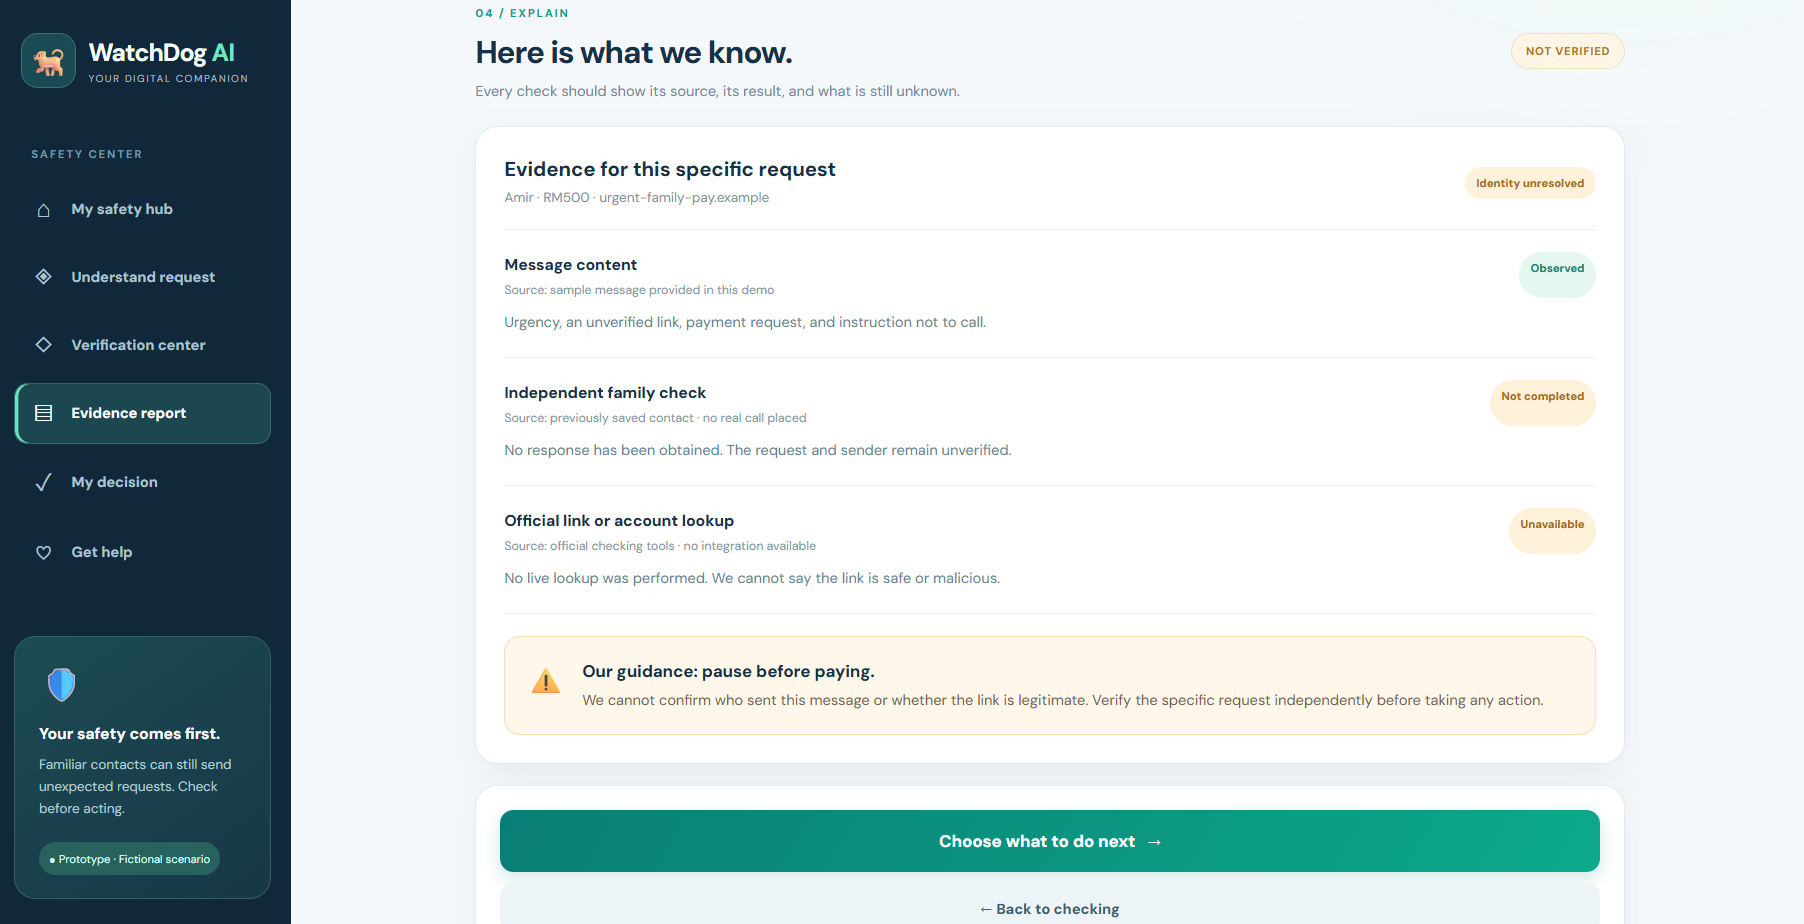 WatchDog AI
YOUR DIGITAL COMPANION
SAFETY CENTER
My safety hub
Understand request
Verification center
Evidence report
My decision
Get help
Your safety comes first.
Familiar contacts can still send
unexpected requests. Check
before acting.
● Prototype · Fictional scenario
04 / EXPLAIN
Here is what we know.
NOT VERIFIED
Every check should show its source, its result, and what is still unknown.
Evidence for this specific request
Amir · RM500 · urgent-family-pay.example
Identity unresolved
Message content
Observed
Source: sample message provided in this demo
Urgency, an unverified link, payment request, and instruction not to call.
Independent family check
Not completed
Source: previously saved contact · no real call placed
No response has been obtained. The request and sender remain unverified.
Official link or account lookup
Unavailable
Source: official checking tools · no integration available
No live lookup was performed. We cannot say the link is safe or malicious.
Our guidance: pause before paying.
We cannot confirm who sent this message or whether the link is legitimate. Verify the specific request independently before taking any action.
Choose what to do next →
← Back to checking